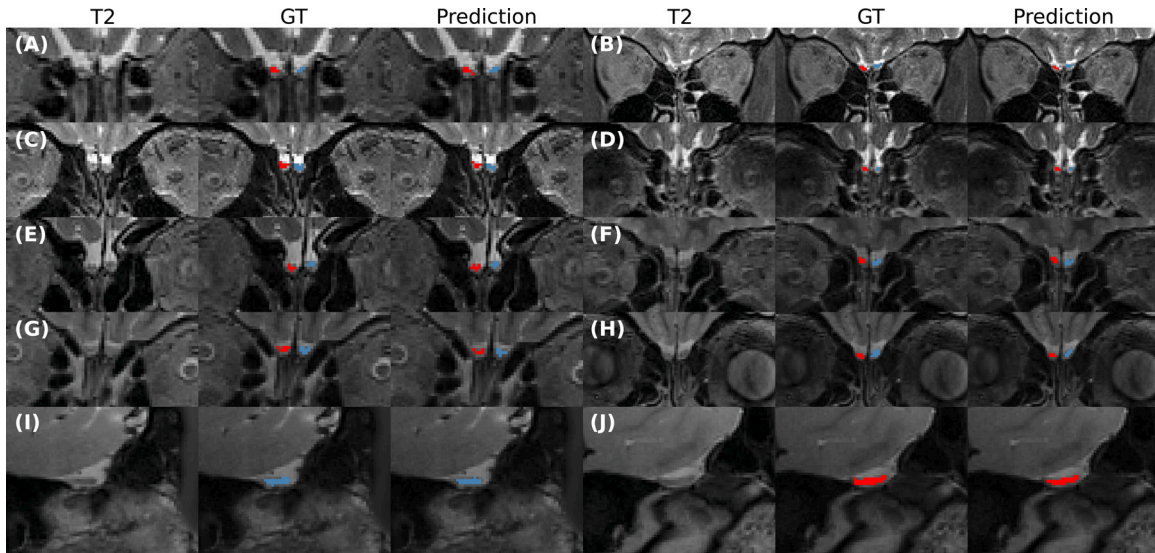 T2 GT Prediction T2 GT Prediction
(A) (B)
(C) (D)
(E) (F)
(G) (H)
(I) (J)